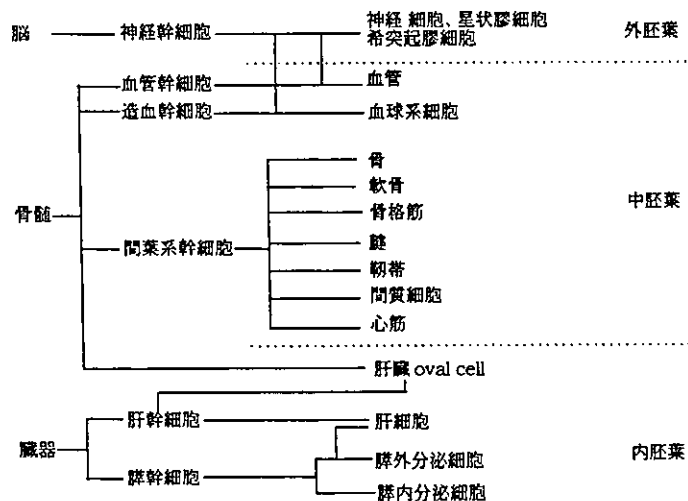 神経 細胞、星状膠細胞
脳 神経幹細胞 希突起膠細胞 外胚葉
血管幹細胞 血管
造血幹細胞 血球系細胞
骨
軟骨
骨格筋 中胚葉
骨髄
間葉系幹細胞 腱
靭帯
間質細胞
心筋
肝臓 oval cell
肝幹細胞 肝細胞
臓器 内胚葉
膵外分泌細胞
膵幹細胞
膵内分泌細胞